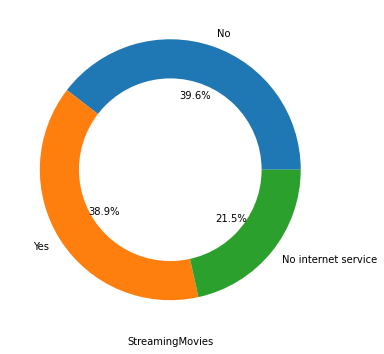 No
39.6%
38.9%
21.5%
Yes
No internet service
StreamingMovies